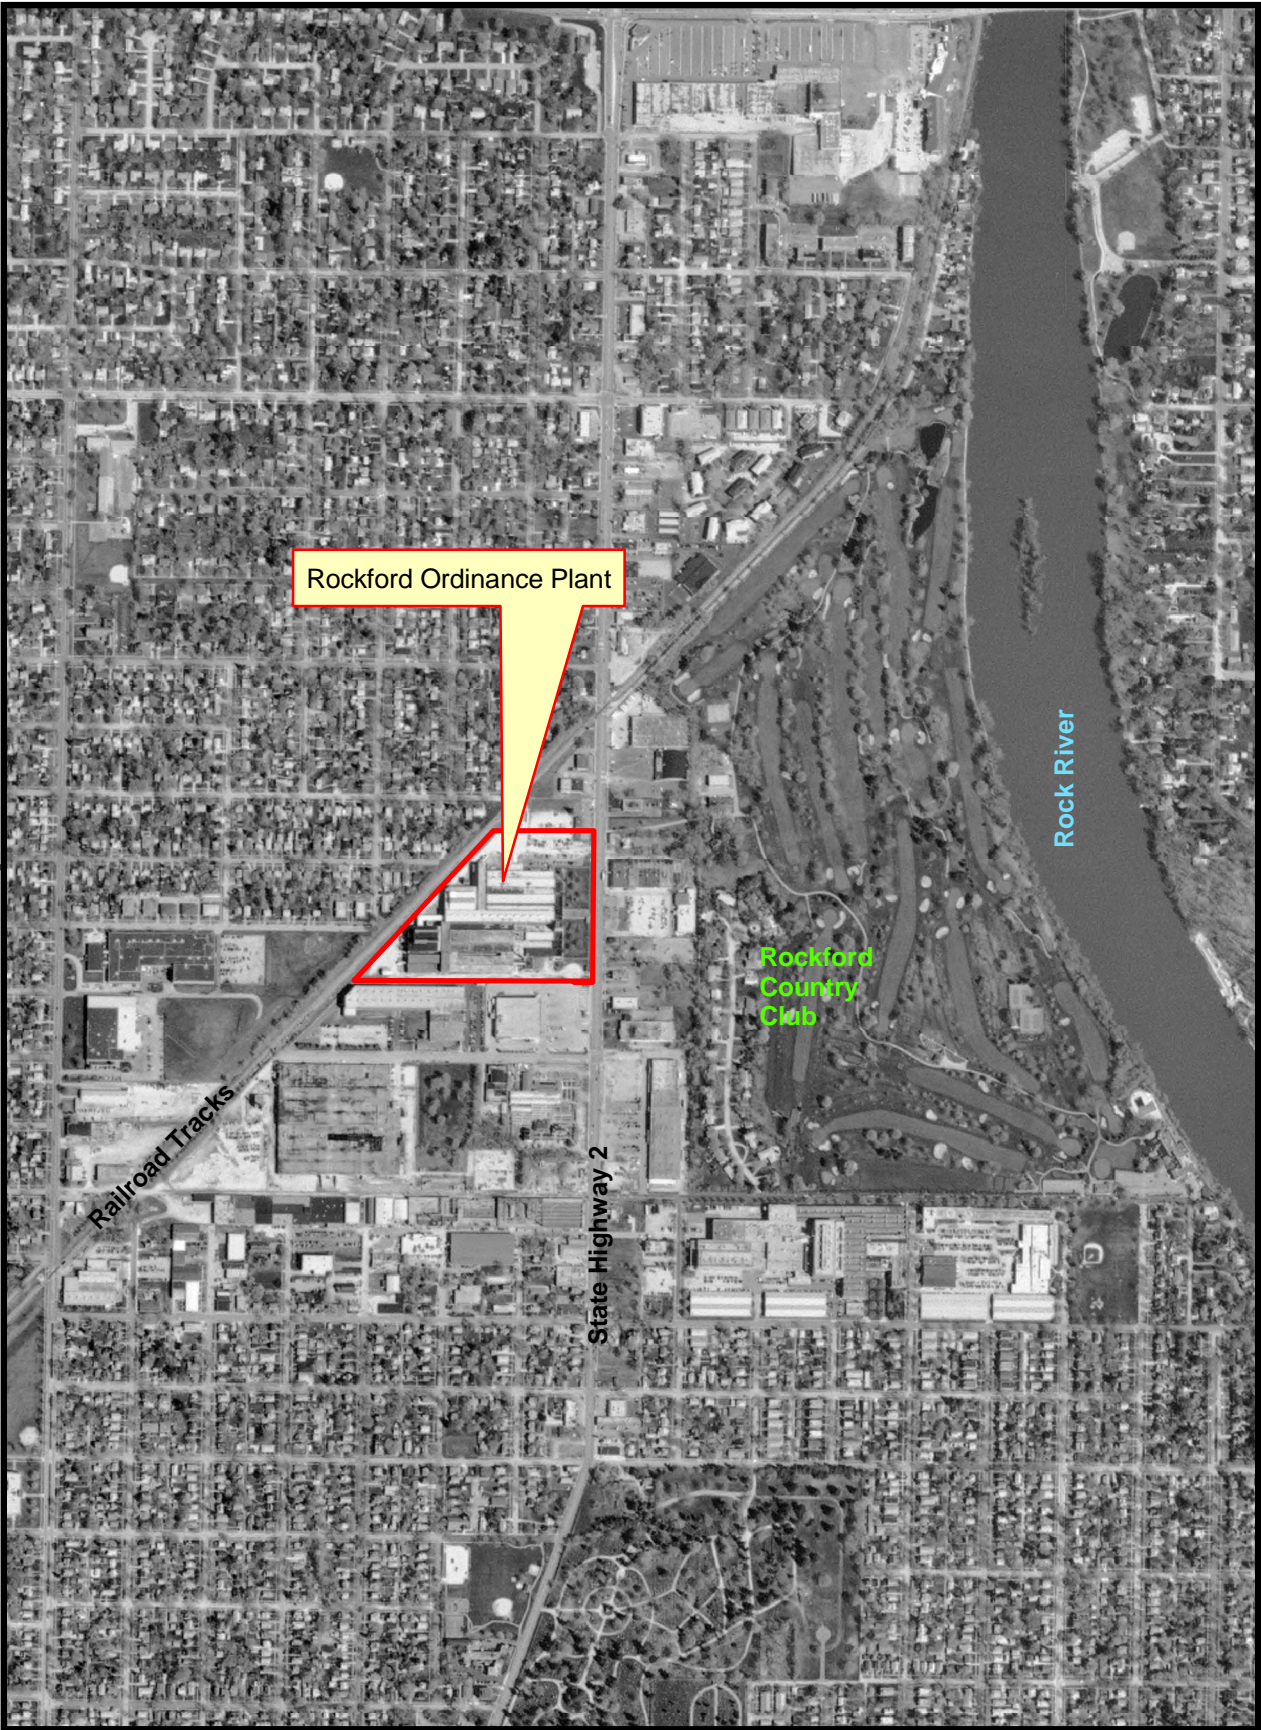 Rockford Ordinance Plant
Rock River
Rockford
Country
Club
Railroad Tracks
State Highway 2